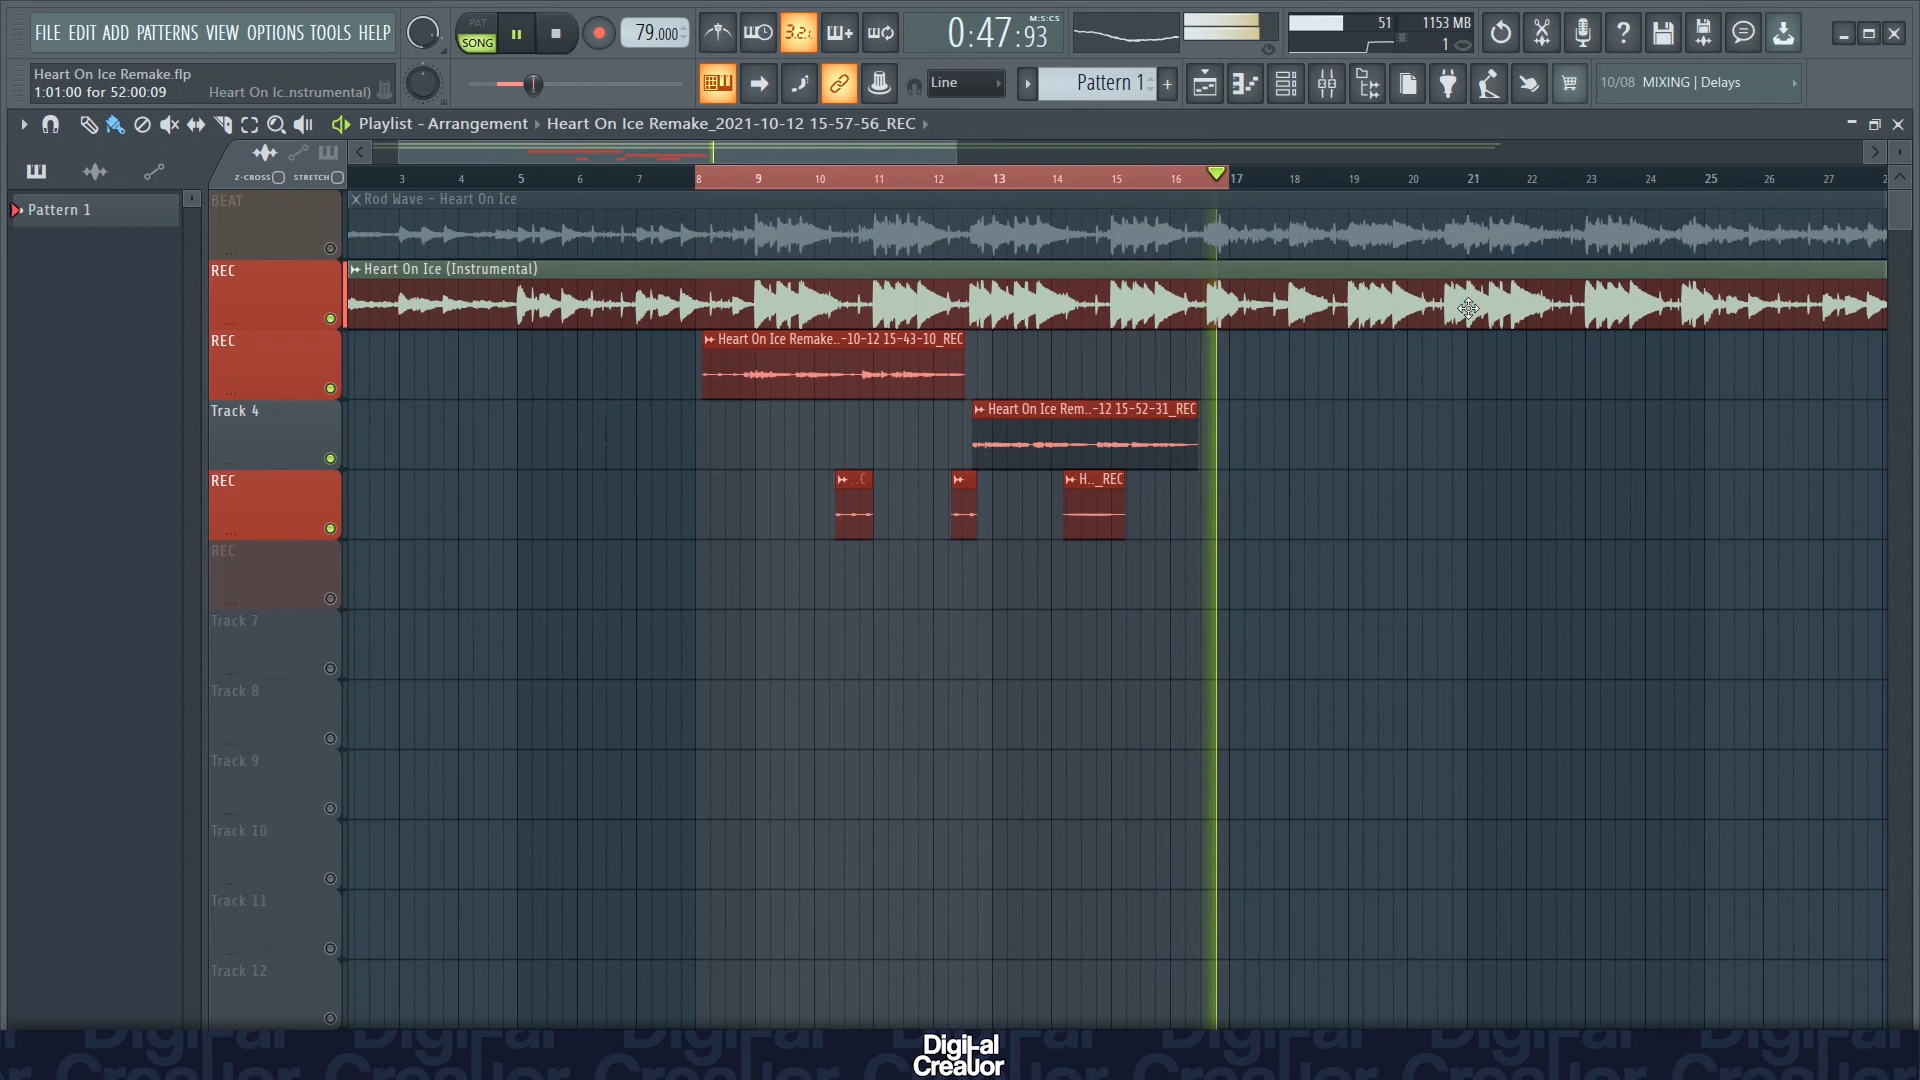 FILE EDIT ADD PATTERNS VIEW OPTIONS TOOLS HELP
PAT
SONG
79.000
3.2.
M:S:CS
0:47:93
51
1153 MB
1
Heart On Ice Remake.flp
1:01:00 for 52:00:09
Heart On Ic..nstrumental)
Line
Pattern 1
+
10/08 MIXING | Delays
Playlist - Arrangement
Heart On Ice Remake_2021-10-12 15-57-56_REC
Z-CROSS
STRETCH
3 4 5 6 7 8 9 10 11 12 13 14 15 16 17 18 19 20 21 22 23 24 25 26 27
Pattern 1
BEAT
Rod Wave - Heart On Ice
REC
Heart On Ice (Instrumental)
REC
Heart On Ice Remake..-10-12 15-43-10_REC
Track 4
Heart On Ice Rem..-12 15-52-31_REC
REC
..C
H.._REC
REC
Track 7
Track 8
Track 9
Track 10
Track 11
Track 12
Digital
Creator